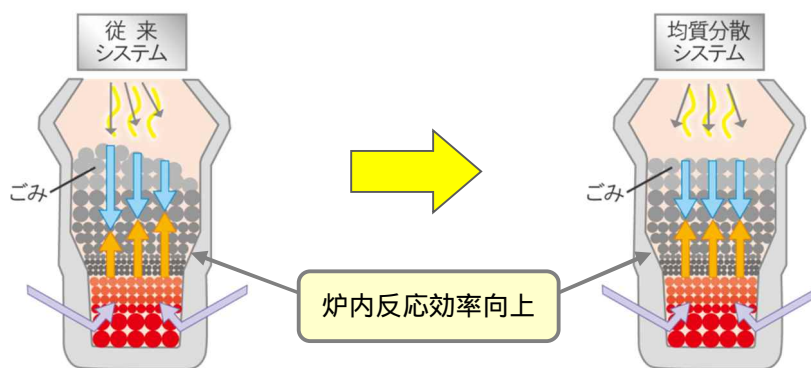 従 来
システム
均質分散
システム
ごみ
ごみ
炉内反応効率向上